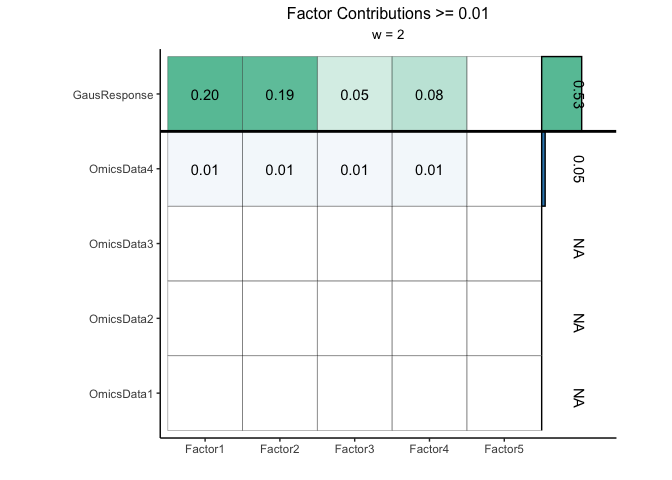 Factor Contributions >= 0.01
w = 2
GausResponse 0.20 0.19 0.05 0.08 0.53
OmicsData4 0.01 0.01 0.01 0.01 0.05
OmicsData3 NA
OmicsData2 NA
OmicsData1 NA
Factor1 Factor2 Factor3 Factor4 Factor5